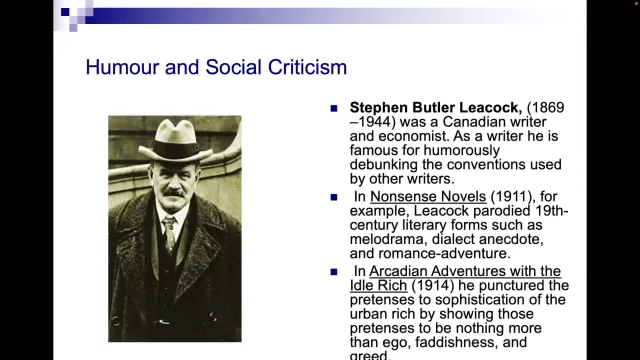 Humour and Social Criticism
Stephen Butler Leacock, (1869
–1944) was a Canadian writer
and economist. As a writer he is
famous for humorously
debunking the conventions used
by other writers.
In Nonsense Novels (1911), for
example, Leacock parodied 19th-
century literary forms such as
melodrama, dialect anecdote,
and romance-adventure.
In Arcadian Adventures with the
Idle Rich (1914) he punctured the
pretenses to sophistication of the
urban rich by showing those
pretenses to be nothing more
than ego, faddishness, and
greed.